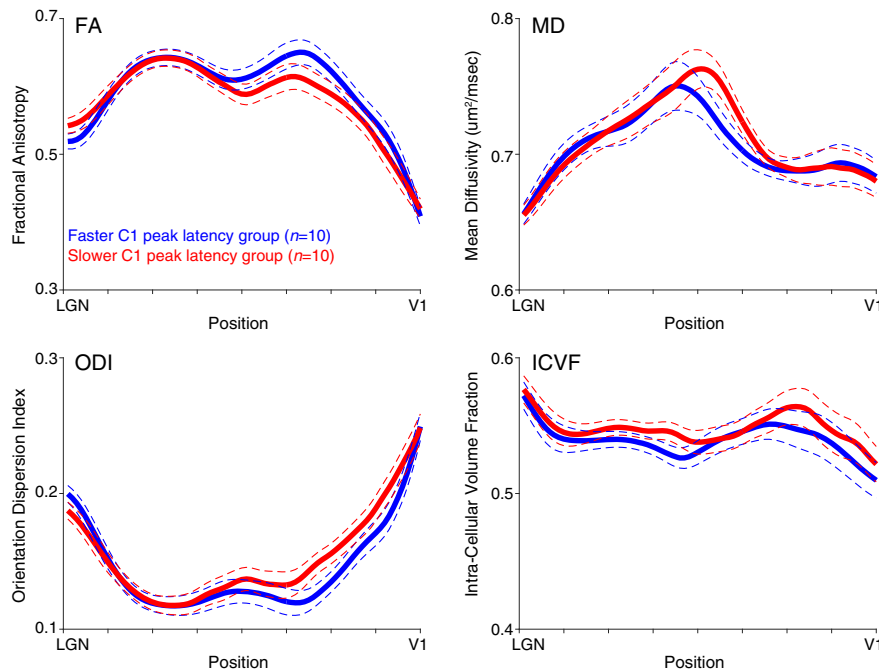 FA
0.7
0.5
0.3
Fractional Anisotropy
Faster C1 peak latency group (n=10)
Slower C1 peak latency group (n=10)
LGN
V1
Position
MD
0.8
0.7
0.6
Mean Diffusivity (um²/msec)
LGN
V1
Position
ODI
0.3
0.2
0.1
Orientation Dispersion Index
LGN
V1
Position
ICVF
0.6
0.5
0.4
Intra-Cellular Volume Fraction
LGN
V1
Position